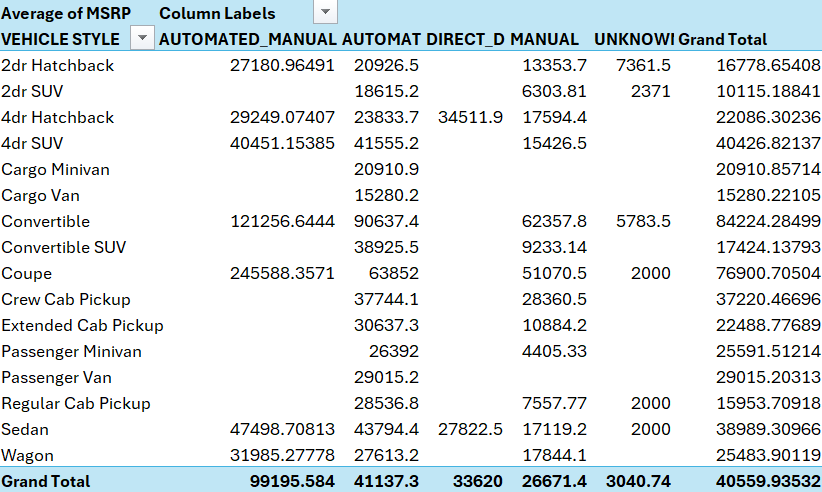 Average of MSRP Column Labels
VEHICLE STYLE AUTOMATED_MANUAL AUTOMAT DIRECT_D MANUAL UNKNOWI Grand Total
2dr Hatchback 27180.96491 20926.5 13353.7 7361.5 16778.65408
2dr SUV 18615.2 6303.81 2371 10115.18841
4dr Hatchback 29249.07407 23833.7 34511.9 17594.4 22086.30236
4dr SUV 40451.15385 41555.2 15426.5 40426.82137
Cargo Minivan 20910.9 20910.85714
Cargo Van 15280.2 15280.22105
Convertible 121256.6444 90637.4 62357.8 5783.5 84224.28499
Convertible SUV 38925.5 9233.14 17424.13793
Coupe 245588.3571 63852 51070.5 2000 76900.70504
Crew Cab Pickup 37744.1 28360.5 37220.46696
Extended Cab Pickup 30637.3 10884.2 22488.77689
Passenger Minivan 26392 4405.33 25591.51214
Passenger Van 29015.2 29015.20313
Regular Cab Pickup 28536.8 7557.77 2000 15953.70918
Sedan 47498.70813 43794.4 27822.5 17119.2 2000 38989.30966
Wagon 31985.27778 27613.2 17844.1 25483.90119
Grand Total 99195.584 41137.3 33620 26671.4 3040.74 40559.93532